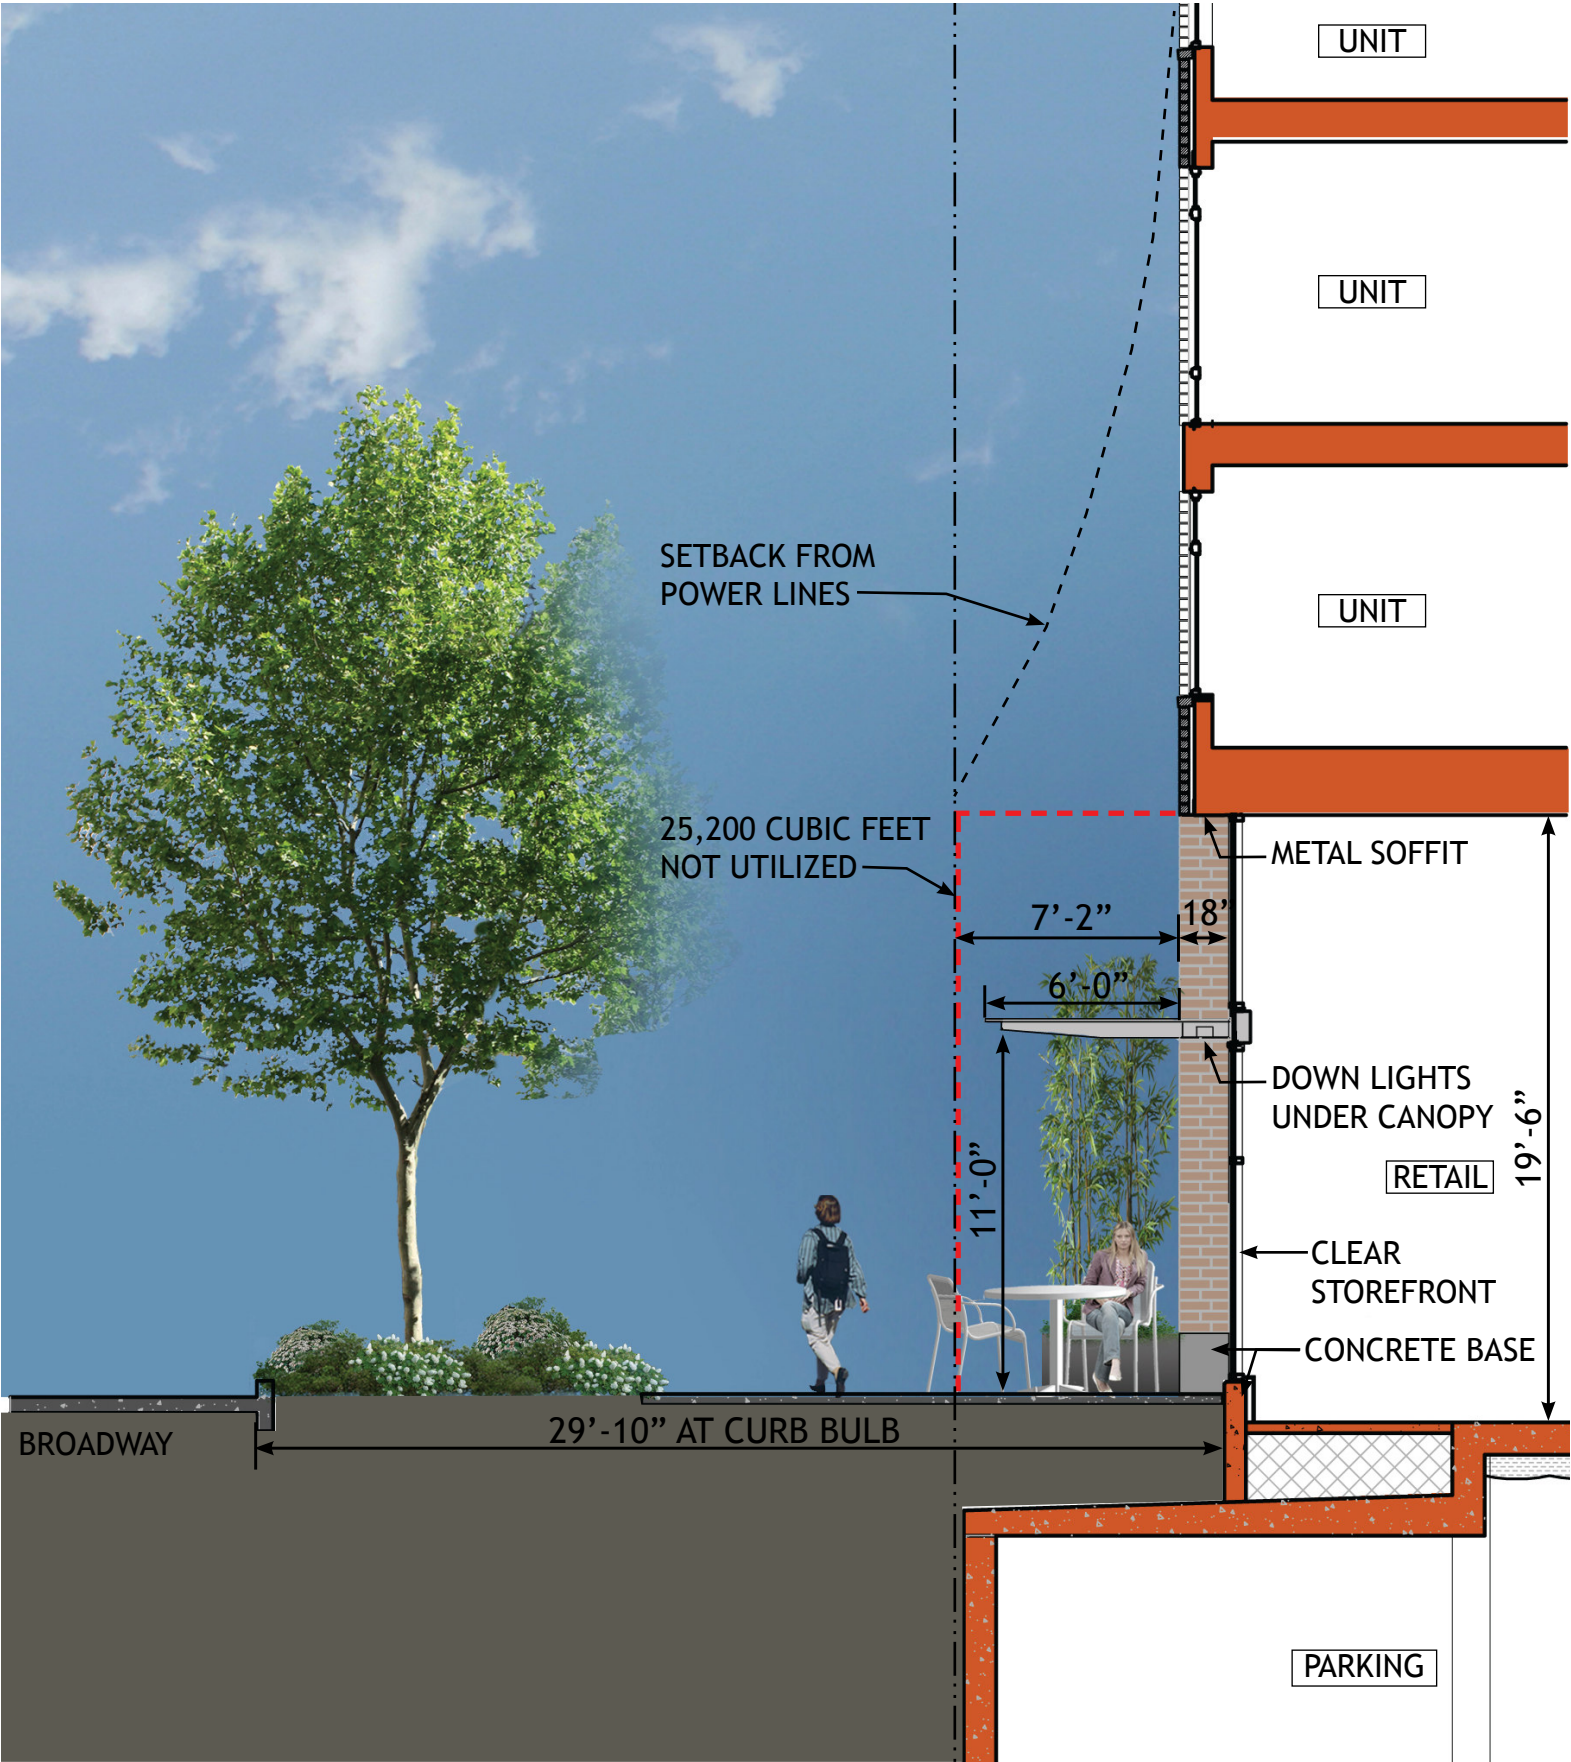 UNIT
UNIT
SETBACK FROM
POWER LINES
UNIT
25,200 CUBIC FEET
NOT UTILIZED
METAL SOFFIT
7’-2”
18’
6’-0”
DOWN LIGHTS
UNDER CANOPY
19’-6”
11’-0”
RETAIL
CLEAR
STOREFRONT
CONCRETE BASE
29’-10” AT CURB BULB
BROADWAY
PARKING